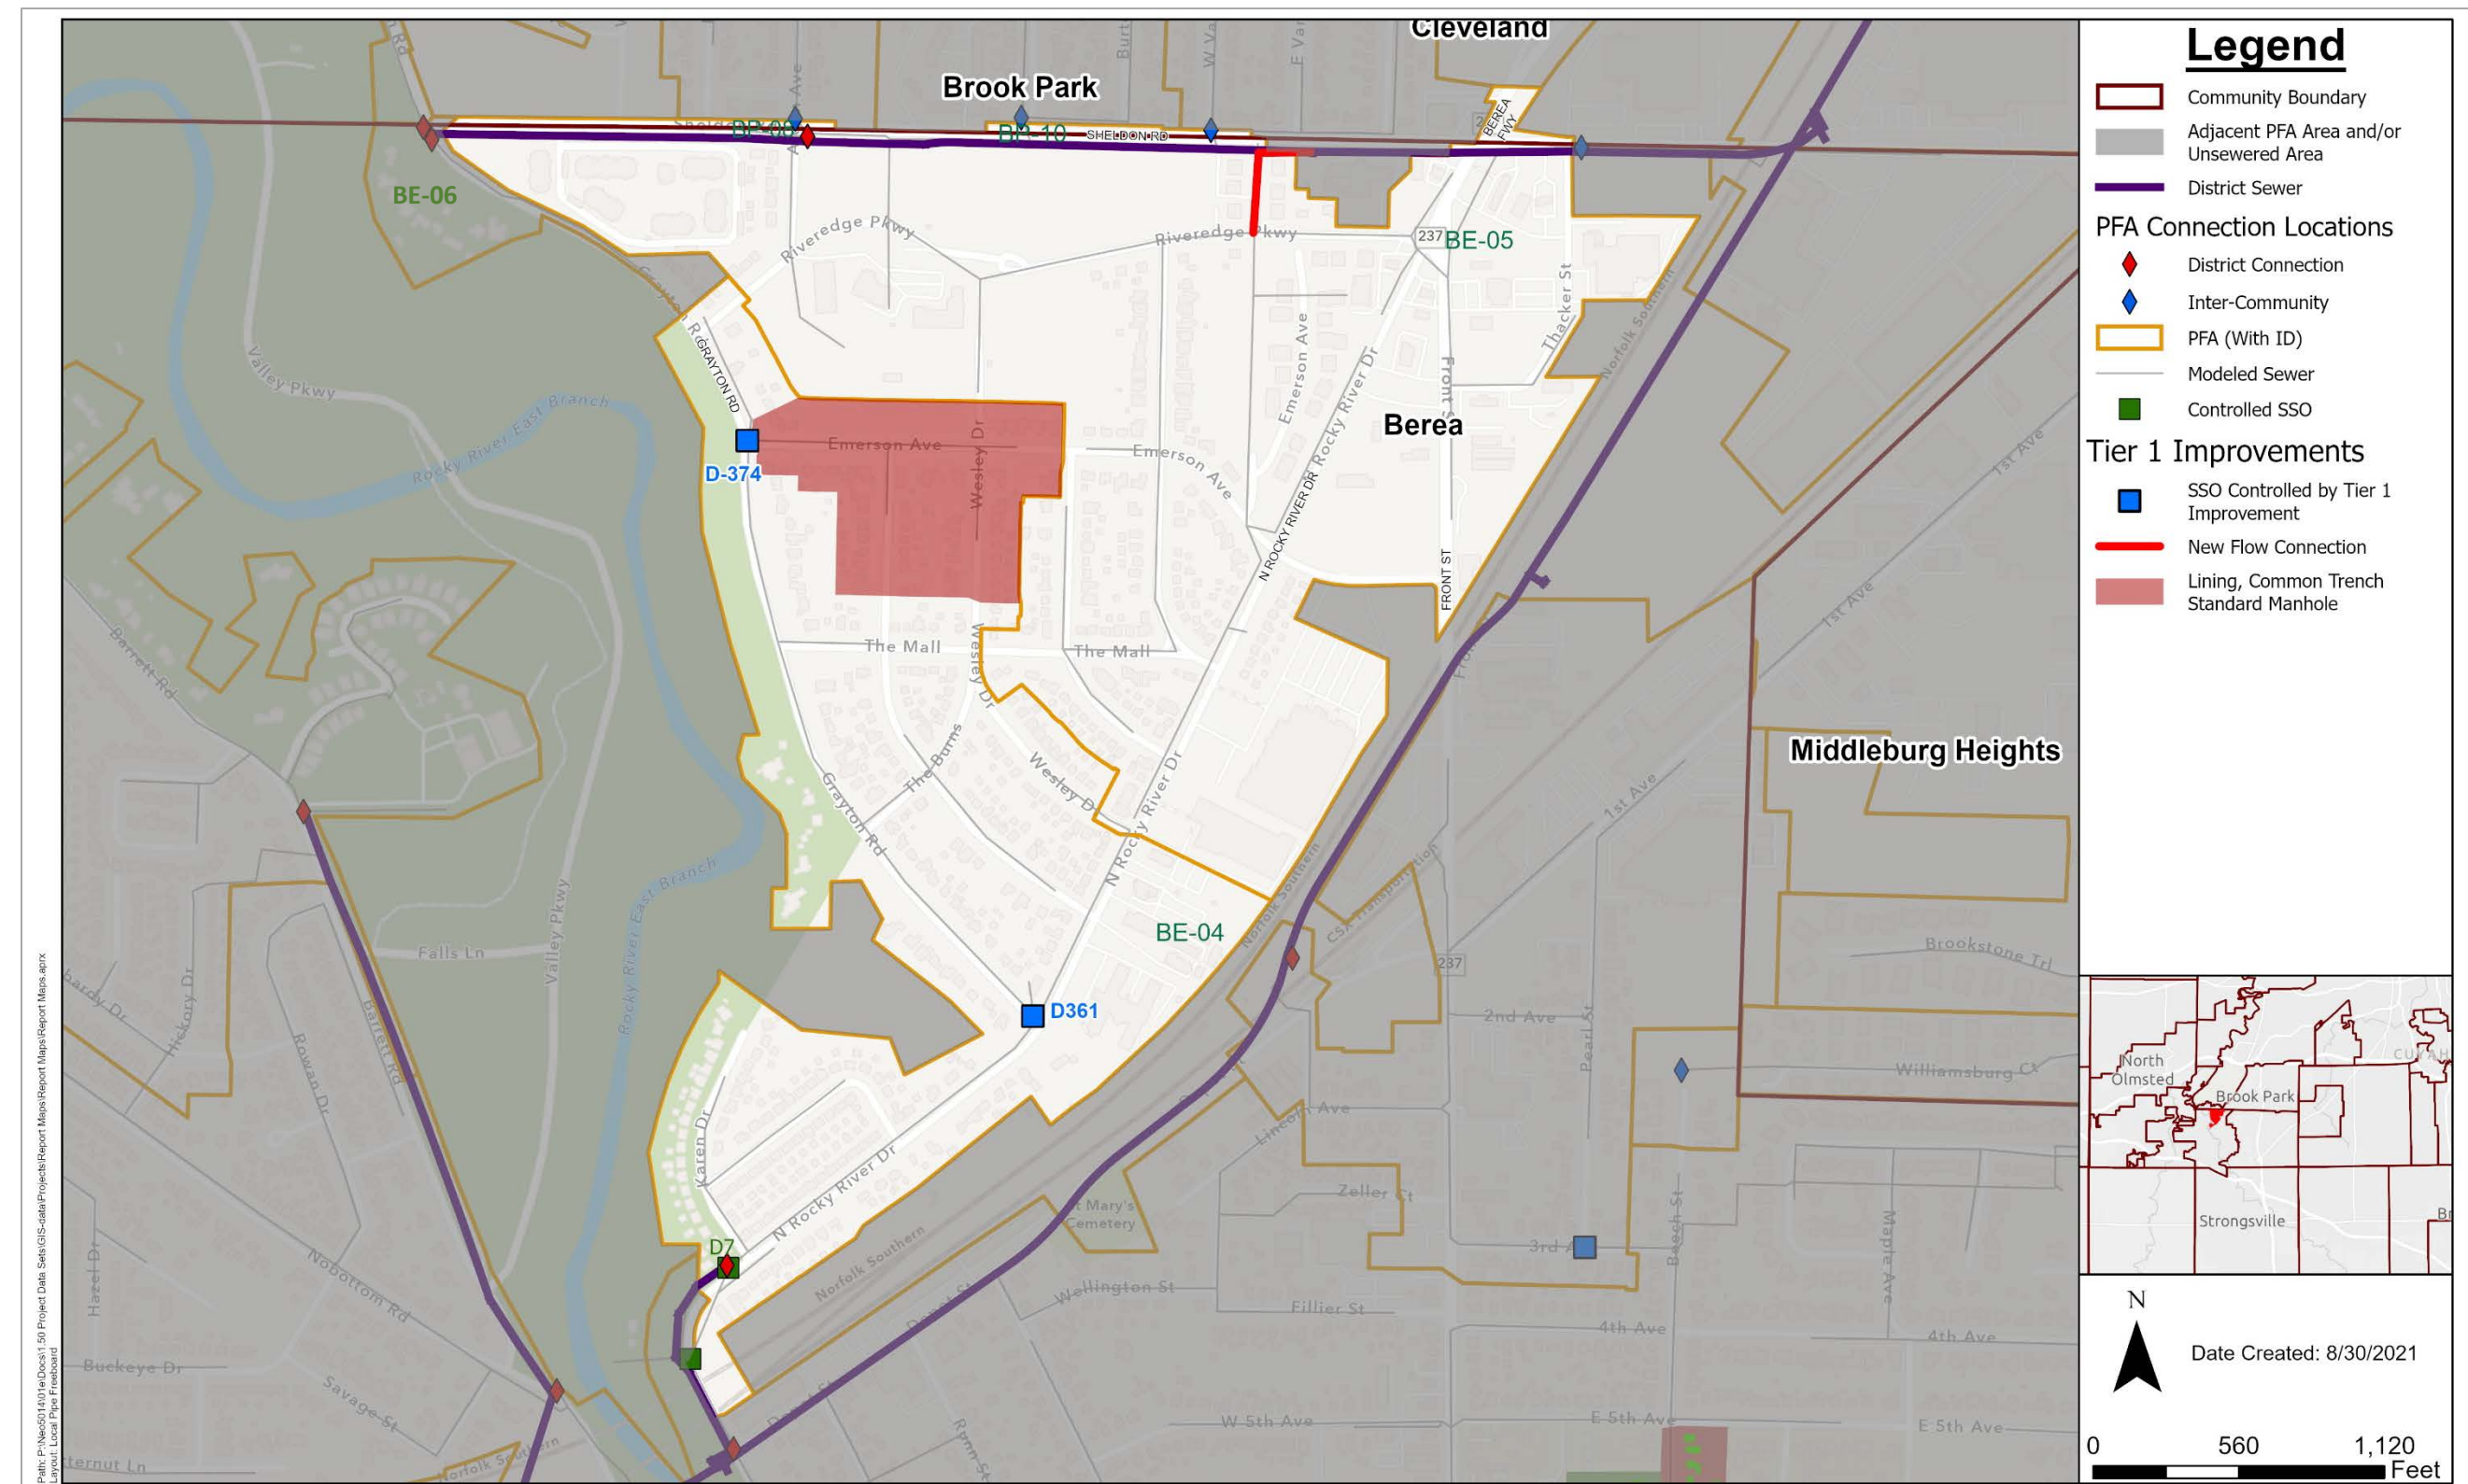 Cleveland
Brook Park
BP-10
SHELDON RD
BEREA
FWY
BE-06
Riveredge Pkwy
Riveredge Pkwy
237
BE-05
Grayton Rd
GRAYTON RD
Valley Pkwy
Rocky River East Branch
Thacker St
Norfolk Southern
Emerson Ave
N Rocky River Dr
Front St
Berea
D-374
Emerson Ave
Wesley Dr
Emerson Ave
N ROCKY RIVER DR
FRONT ST
1st Ave
1st Ave
Barrett Rd
The Mall
The Mall
Wesley Dr
The Burns
Wesley Dr
Grayton Rd
N Rocky River Dr
Middleburg Heights
1st Ave
Rocky River East Branch
Valley Pkwy
Falls Ln
BE-04
Norfolk Southern
CSX Transportation
237
Brookstone Trl
Hickory Dr
Rowan Dr
Barrett Rd
D361
2nd Ave
Pearl St
Williamsburg Ct
Lincoln Ave
Karen Dr
N Rocky River Dr
Zeller Ct
St Mary's
Cemetery
D7
3rd
Beech St
Maple Ave
Hazel Dr
Nobottom Rd
Norfolk Southern
Wellington St
Fillier St
4th Ave
4th Ave
Buckeye Dr
Savage St
W 5th Ave
E 5th Ave
E 5th Ave
Norfolk Southern
Legend
Community Boundary
Adjacent PFA Area and/or
Unsewered Area
District Sewer
PFA Connection Locations
District Connection
Inter-Community
PFA (With ID)
Modeled Sewer
Controlled SSO
Tier 1 Improvements
SSO Controlled by Tier 1
Improvement
New Flow Connection
Lining, Common Trench
Standard Manhole
North
Olmsted
Brook Park
Strongsville
N
Date Created: 8/30/2021
0 560 1,120
Feet
Layout: Local Pipe Freeboard